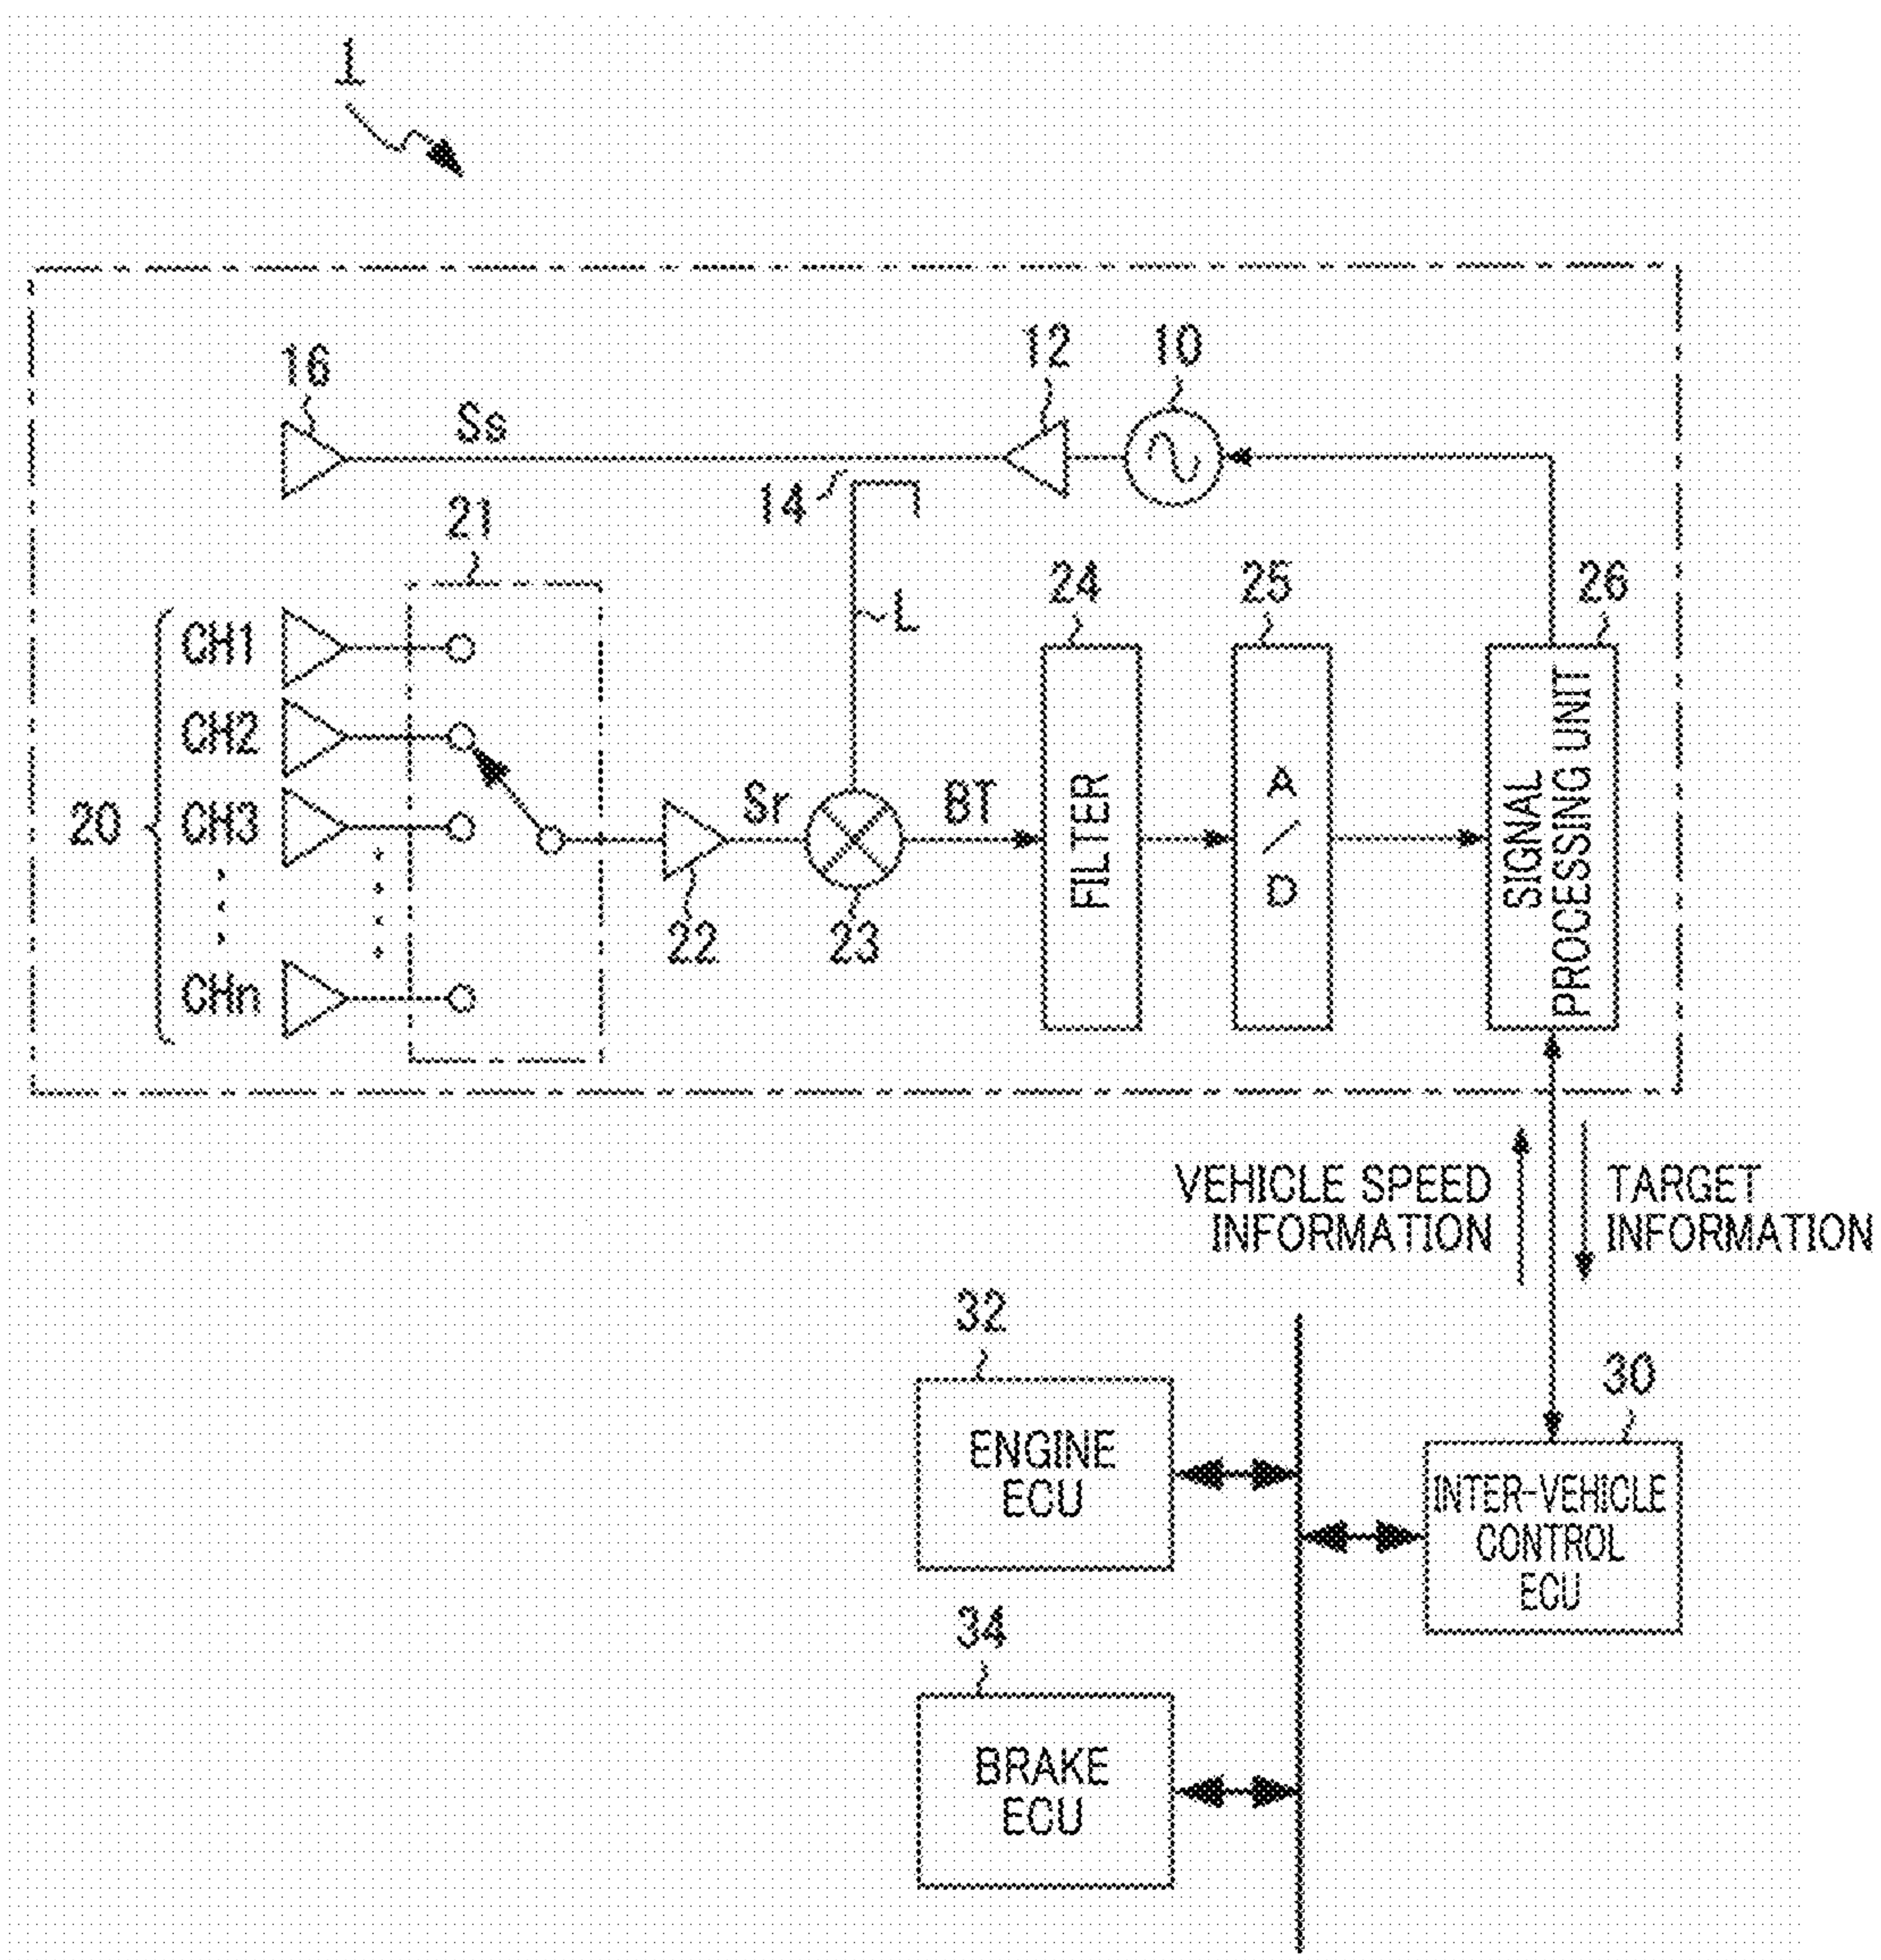 1
16
Ss
12
10
14
21
L
24
25
26
CH1
CH2
20
CH3
CHn
22
Sr
23
BT
FILTER
A
/
D
SIGNAL
PROCESSING UNIT
VEHICLE SPEED
INFORMATION
TARGET
INFORMATION
32
ENGINE
ECU
30
INTER-VEHICLE
CONTROL
ECU
34
BRAKE
ECU